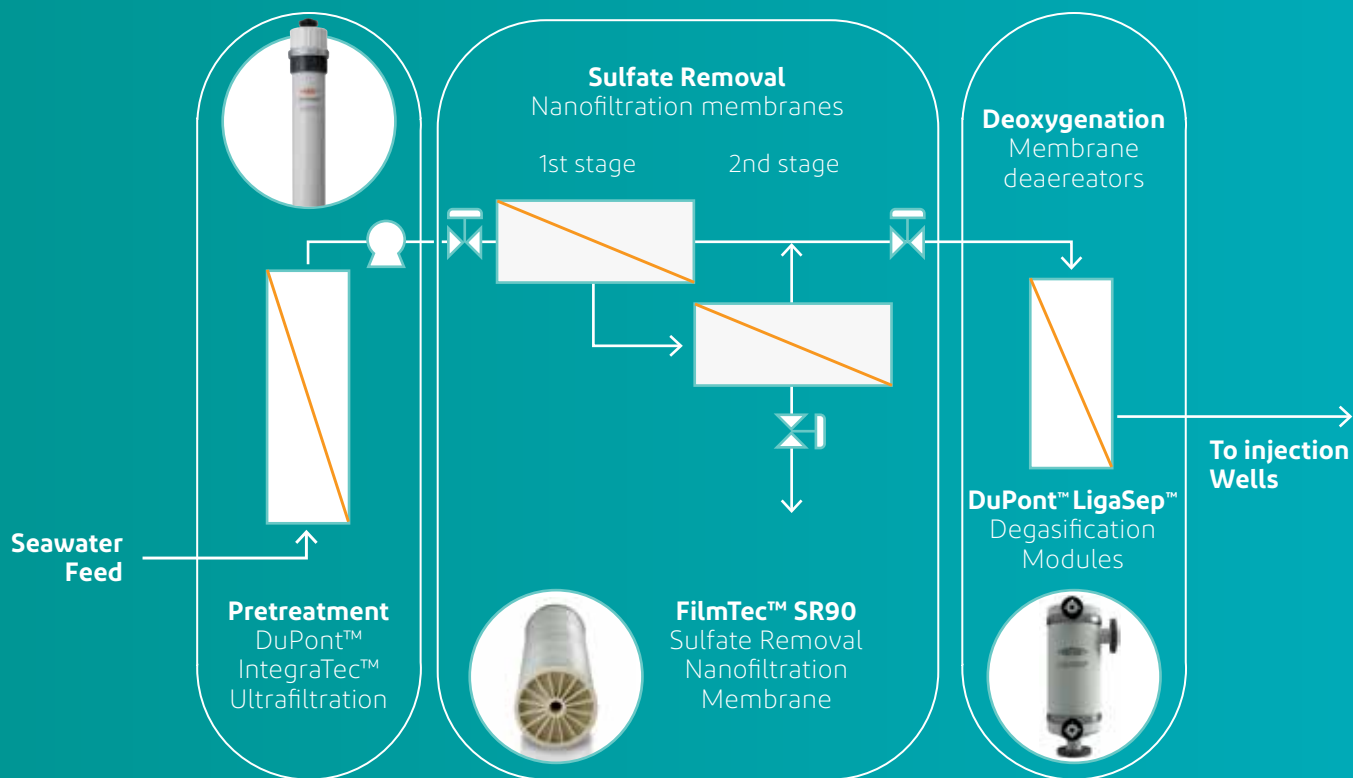 Sulfate Removal
Nanofiltration membranes
1st stage
2nd stage
Deoxygenation
Membrane
deaereators
Seawater
Feed
Pretreatment
DuPont™
IntegraTec™
Ultrafiltration
FilmTec™ SR90
Sulfate Removal
Nanofiltration
Membrane
DuPont™ LigaSep™
Degasification
Modules
To injection
Wells